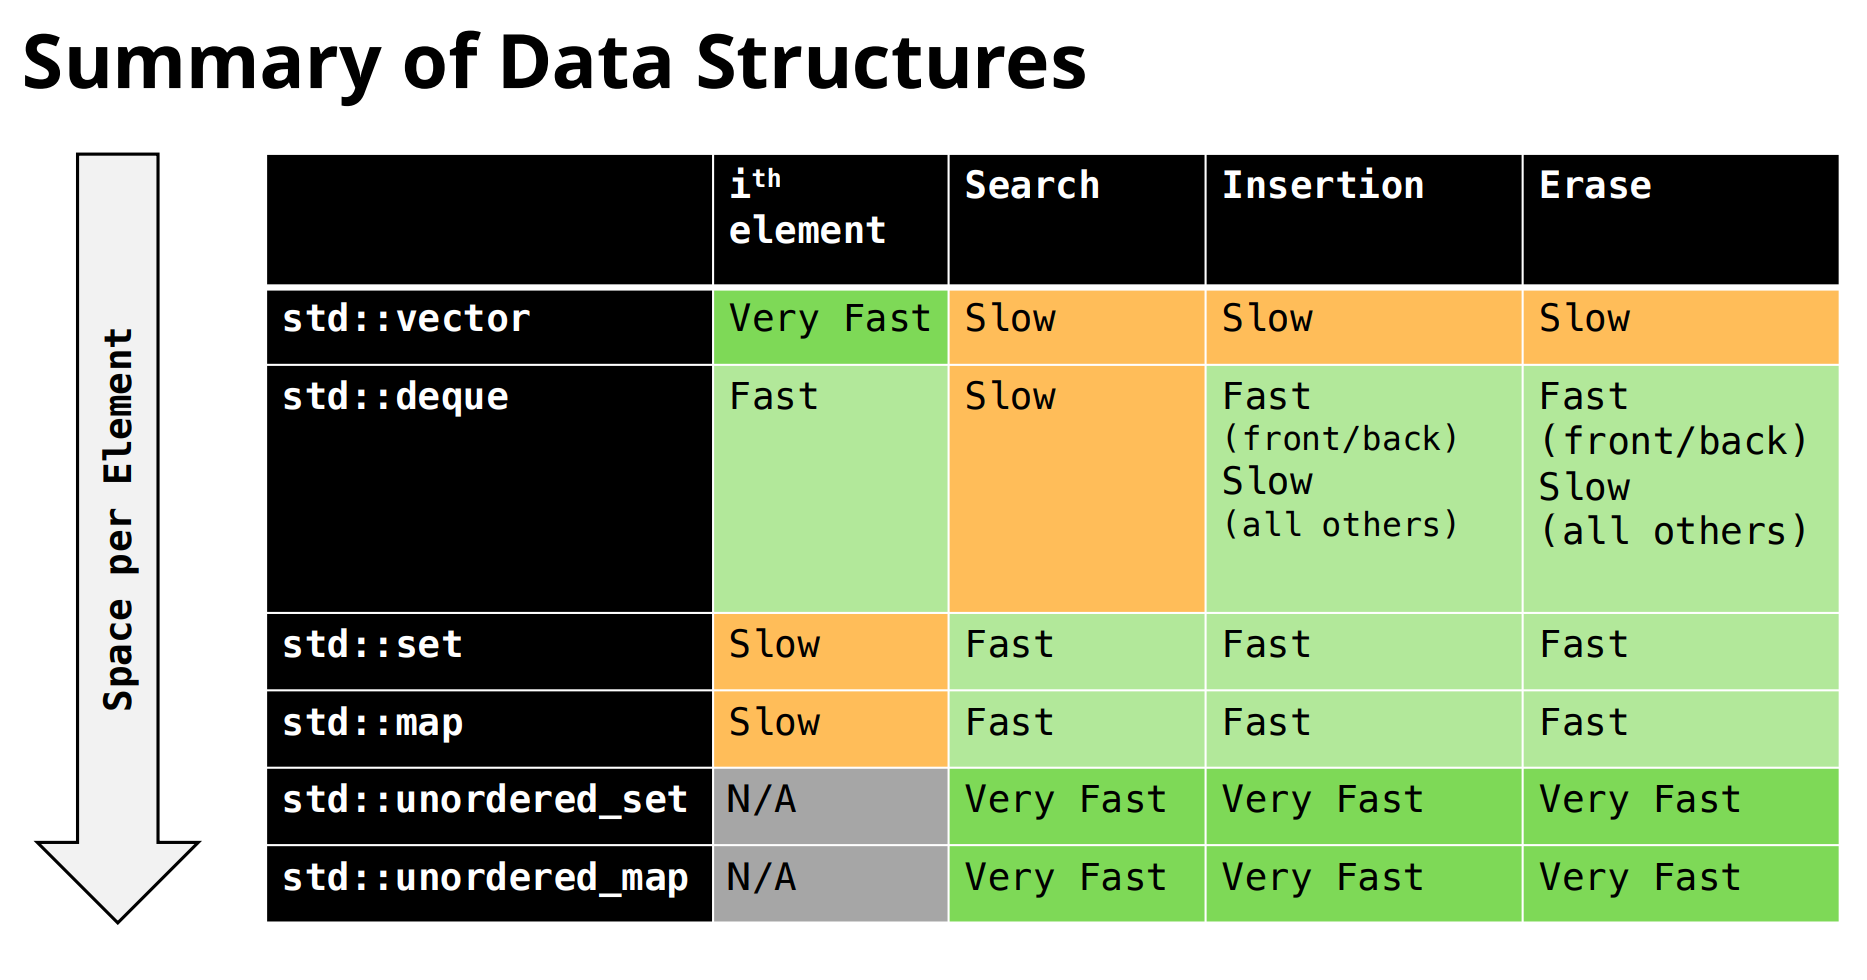 Summary of Data Structures
Space per Element
ith
element
Search
Insertion
Erase
std::vector
Very Fast
Slow
Slow
Slow
std::deque
Fast
Slow
Fast
(front/back)
Slow
(all others)
Fast
(front/back)
Slow
(all others)
std::set
Slow
Fast
Fast
Fast
std::map
Slow
Fast
Fast
Fast
std::unordered_set
N/A
Very Fast
Very Fast
Very Fast
std::unordered_map
N/A
Very Fast
Very Fast
Very Fast